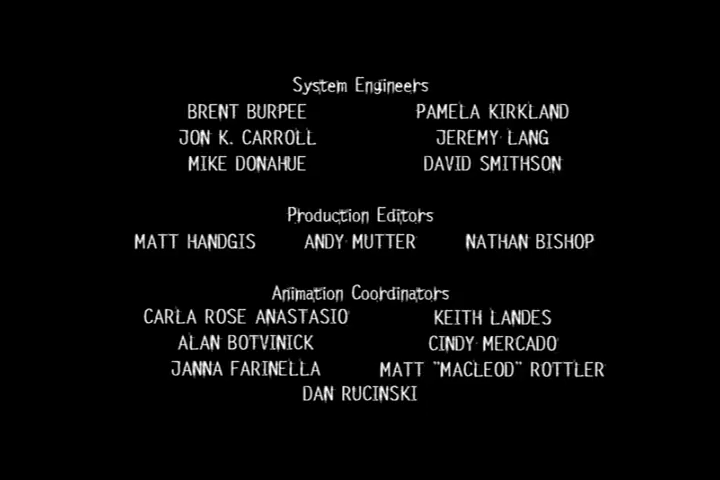 System Engineers
BRENT BURPEE PAMELA KIRKLAND
JON K. CARROLL JEREMY LANG
MIKE DONAHUE DAVID SMITHSON
Production Editors
MATT HANDGIS ANDY MUTTER NATHAN BISHOP
Animation Coordinators
CARLA ROSE ANASTASIO KEITH LANDES
ALAN BOTVINICK CINDY MERCADO
JANNA FARINELLA MATT "MACLEOD" ROTTLER
DAN RUCINSKI